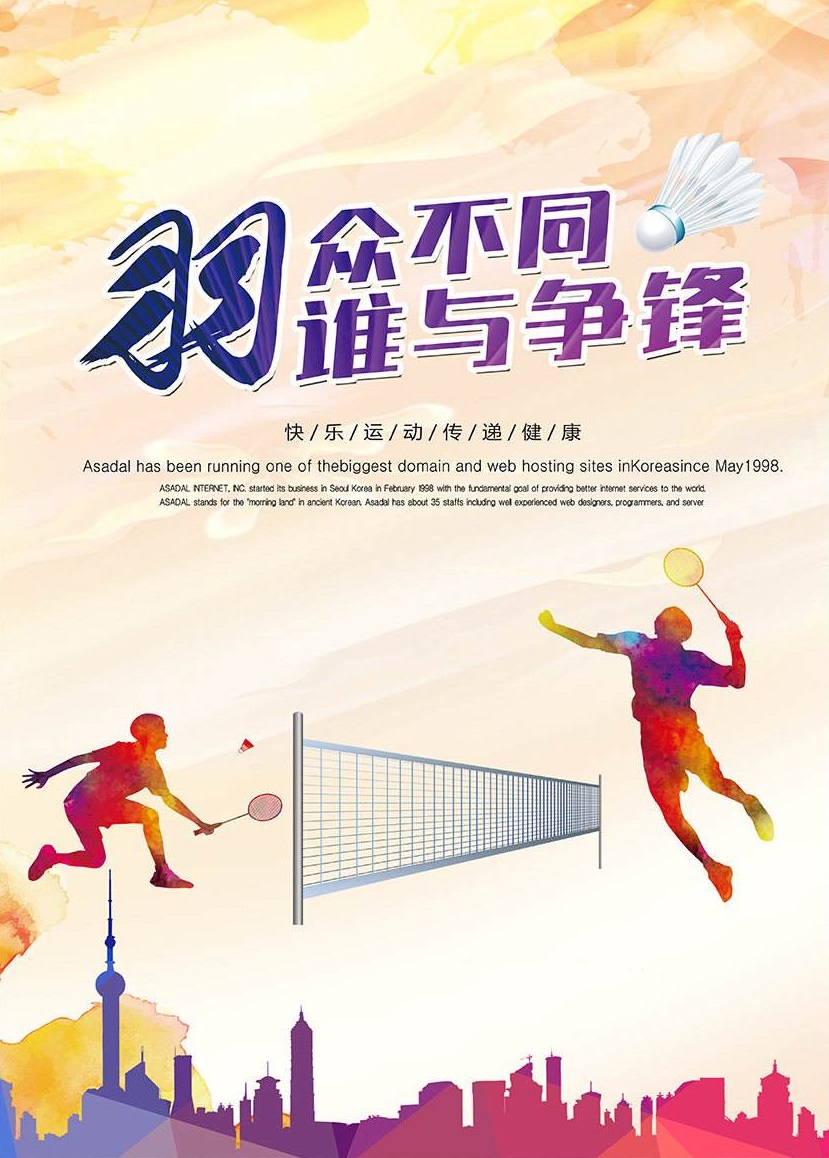 羽众不同
谁与争锋
快/乐/运/动/传/递/健/康
Asadal has been running one of thebiggest domain and web hosting sites inKoreasince May1998.
ASADAL INTERNET, INC. started its business in Seoul Korea in February 1998 with the fundamental goal of providing better internet services to the world.
ASADAL stands for the "morning land" in ancient Korean. Asadal has about 35 staffs including well experienced web designers, programmers, and server